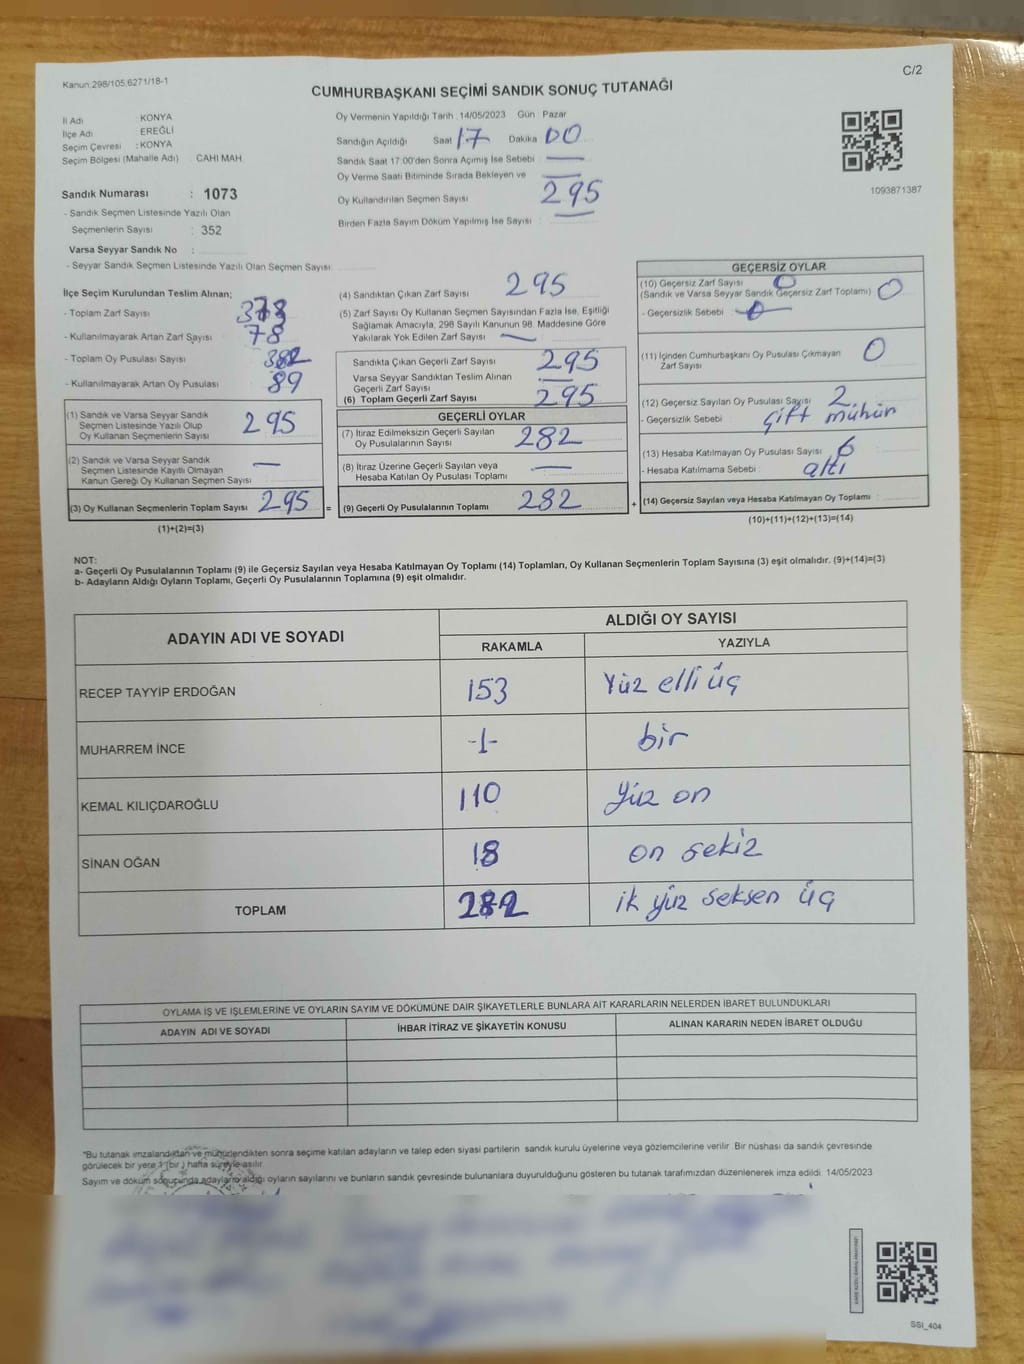 Kanun,298/105,6271/18-1
C/2
CUMHURBAŞKANI SEÇİMİ SANDIK SONUÇ TUTANAĞI
İl Adı : KONYA
İlçe Adı : EREĞLİ
Seçim Çevresi : KONYA
Seçim Bölgesi (Mahalle Adı) CAHI MAH.
Sandık Numarası : 1073
- Sandık Seçmen Listesinde Yazılı Olan
Seçmenlerin Sayısı : 352
Varsa Seyyar Sandık No :
- Seyyar Sandık Seçmen Listesinde Yazılı Olan Seçmen Sayısı:
Oy Vermenin Yapıldığı Tarih : 14/05/2023 Gün : Pazar
Sandığın Açıldığı Saat 17 Dakika 00
Sandık Saat 17:00'den Sonra Açılmış İse Sebebi : —
Oy Verme Saati Bitiminde Sırada Bekleyen ve —
Oy Kullandırılan Seçmen Sayısı 295
Birden Fazla Sayım Döküm Yapılmış İse Sayısı :
1093871387
İlçe Seçim Kurulundan Teslim Alınan;
- Toplam Zarf Sayısı : 373
- Kullanılmayarak Artan Zarf Sayısı : 78
- Toplam Oy Pusulası Sayısı : 382
- Kullanılmayarak Artan Oy Pusulası : 89
(1) Sandık ve Varsa Seyyar Sandık
Seçmen Listesinde Yazılı Olup
Oy Kullanan Seçmenlerin Sayısı 295
(2) Sandık ve Varsa Seyyar Sandık
Seçmen Listesinde Kayıtlı Olmayan
Kanun Gereği Oy Kullanan Seçmen Sayısı : —
(3) Oy Kullanan Seçmenlerin Toplam Sayısı 295 =
(1)+(2)=(3)
(4) Sandıktan Çıkan Zarf Sayısı : 295
(5) Zarf Sayısı Oy Kullanan Seçmen Sayısından Fazla İse, Eşitliği
Sağlamak Amacıyla, 298 Sayılı Kanunun 98. Maddesine Göre
Yakılarak Yok Edilen Zarf Sayısı : —
Sandıkta Çıkan Geçerli Zarf Sayısı 295
Varsa Seyyar Sandıktan Teslim Alınan
Geçerli Zarf Sayısı —
(6) Toplam Geçerli Zarf Sayısı 295
GEÇERLİ OYLAR
(7) İtiraz Edilmeksizin Geçerli Sayılan
Oy Pusulalarının Sayısı 282
(8) İtiraz Üzerine Geçerli Sayılan veya
Hesaba Katılan Oy Pusulası Toplamı —
(9) Geçerli Oy Pusulalarının Toplamı : 282 +
GEÇERSİZ OYLAR
(10) Geçersiz Zarf Sayısı : 0
(Sandık ve Varsa Seyyar Sandık Geçersiz Zarf Toplamı) 0
- Geçersizlik Sebebi : 0
(11) İçinden Cumhurbaşkanı Oy Pusulası Çıkmayan 0
Zarf Sayısı
(12) Geçersiz Sayılan Oy Pusulası Sayısı : 2
- Geçersizlik Sebebi : çift mühür
(13) Hesaba Katılmayan Oy Pusulası Sayısı : 6
- Hesaba Katılmama Sebebi : altı
(14) Geçersiz Sayılan veya Hesaba Katılmayan Oy Toplamı :
(10)+(11)+(12)+(13)=(14)
NOT:
a- Geçerli Oy Pusulalarının Toplamı (9) ile Geçersiz Sayılan veya Hesaba Katılmayan Oy Toplamı (14) Toplamları, Oy Kullanan Seçmenlerin Toplam Sayısına (3) eşit olmalıdır. (9)+(14)=(3)
b- Adayların Aldığı Oyların Toplamı, Geçerli Oy Pusulalarının Toplamına (9) eşit olmalıdır.
ADAYIN ADI VE SOYADI
ALDIĞI OY SAYISI
RAKAMLA YAZIYLA
RECEP TAYYİP ERDOĞAN 153 Yüz elli üç
MUHARREM İNCE -1- bir
KEMAL KILIÇDAROĞLU 110 yüz on
SİNAN OĞAN 18 on sekiz
TOPLAM 282 ik yüz seksen üç
OYLAMA İŞ VE İŞLEMLERİNE VE OYLARIN SAYIM VE DÖKÜMÜNE DAİR ŞİKAYETLERLE BUNLARA AİT KARARLARIN NELERDEN İBARET BULUNDUKLARI
ADAYIN ADI VE SOYADI İHBAR İTİRAZ VE ŞİKAYETİN KONUSU ALINAN KARARIN NEDEN İBARET OLDUĞU
*Bu tutanak imzalandıktan ve mühürlendikten sonra seçime katılan adayların ve talep eden siyasi partilerin sandık kurulu üyelerine veya gözlemcilerine verilir. Bir nüshası da sandık çevresinde
görülecek bir yere 1 (bir) hafta süreyle asılır.
Sayım ve döküm sonucunda adayların aldığı oyların sayılarını ve bunların sandık çevresinde bulunanlara duyurulduğunu gösteren bu tutanak tarafımızdan düzenlenerek imza edildi. 14/05/2023
SSİ_404